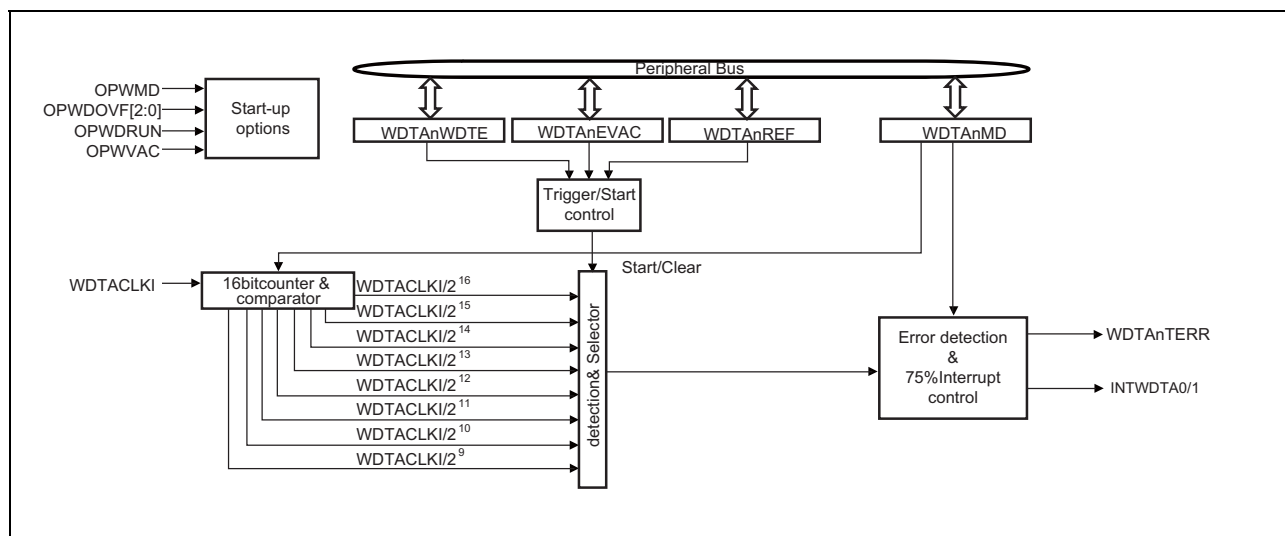 Peripheral Bus
OPWMD
OPWDOVF[2:0]
OPWDRUN
OPWVAC
Start-up
options
WDTAnWDTE
WDTAnEVAC
WDTAnREF
WDTAnMD
Trigger/Start
control
Start/Clear
WDTACLKI
16bitcounter &
comparator
WDTACLKI/2^16
WDTACLKI/2^15
WDTACLKI/2^14
WDTACLKI/2^13
WDTACLKI/2^12
WDTACLKI/2^11
WDTACLKI/2^10
WDTACLKI/2^9
detection& Selector
Error detection
&
75%Interrupt
control
WDTAnTERR
INTWDTA0/1